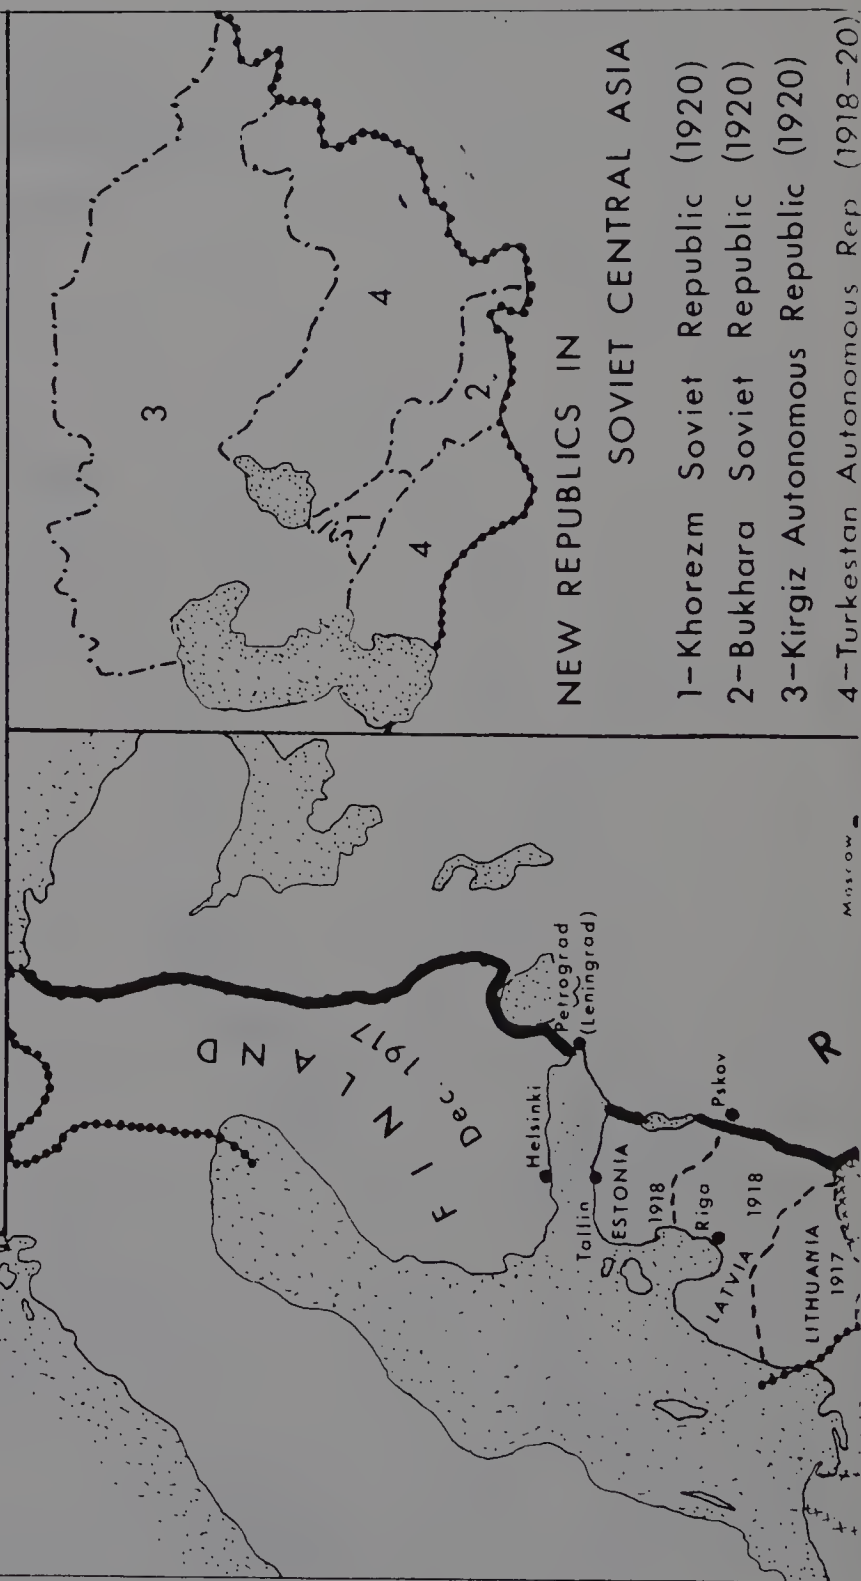 FINLAND
Dec. 1917
Helsinki
Petrograd
(Leningrad)
Tallin
ESTONIA
1918
Pskov
Riga
LATVIA
1918
LITHUANIA
1917
R
Moscow
3
4
1
2
4
NEW REPUBLICS IN
SOVIET CENTRAL ASIA
1-Khorezm Soviet Republic (1920)
2-Bukhara Soviet Republic (1920)
3-Kirgiz Autonomous Republic (1920)
4-Turkestan Autonomous Rep (1918-20)